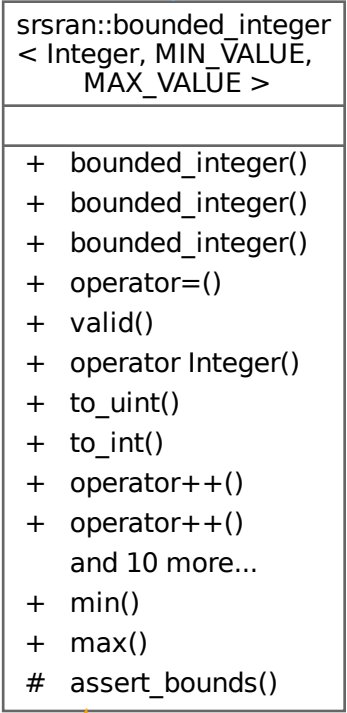 srsran::bounded_integer
< Integer, MIN_VALUE,
MAX_VALUE >
+ bounded_integer()
+ bounded_integer()
+ bounded_integer()
+ operator=()
+ valid()
+ operator Integer()
+ to_uint()
+ to_int()
+ operator++()
+ operator++()
and 10 more...
+ min()
+ max()
# assert_bounds()